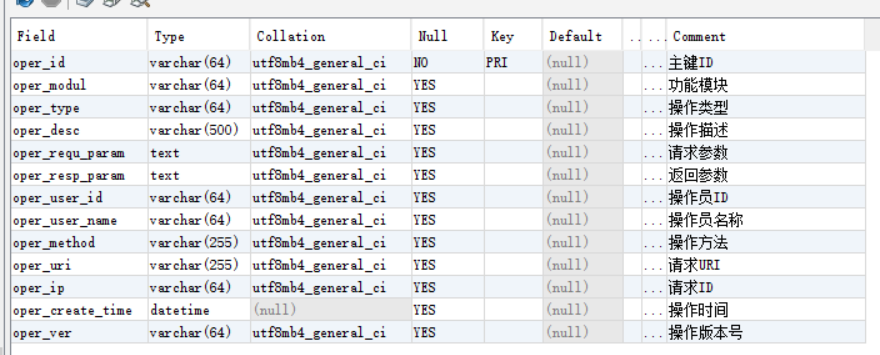 Field Type Collation Null Key Default .. ... Comment
oper_id varchar(64) utf8mb4_general_ci NO PRI (null) ... 主键ID
oper_modul varchar(64) utf8mb4_general_ci YES (null) ... 功能模块
oper_type varchar(64) utf8mb4_general_ci YES (null) ... 操作类型
oper_desc varchar(500) utf8mb4_general_ci YES (null) ... 操作描述
oper_requ_param text utf8mb4_general_ci YES (null) ... 请求参数
oper_resp_param text utf8mb4_general_ci YES (null) ... 返回参数
oper_user_id varchar(64) utf8mb4_general_ci YES (null) ... 操作员ID
oper_user_name varchar(64) utf8mb4_general_ci YES (null) ... 操作员名称
oper_method varchar(255) utf8mb4_general_ci YES (null) ... 操作方法
oper_uri varchar(255) utf8mb4_general_ci YES (null) ... 请求URI
oper_ip varchar(64) utf8mb4_general_ci YES (null) ... 请求ID
oper_create_time datetime (null) YES (null) ... 操作时间
oper_ver varchar(64) utf8mb4_general_ci YES (null) ... 操作版本号